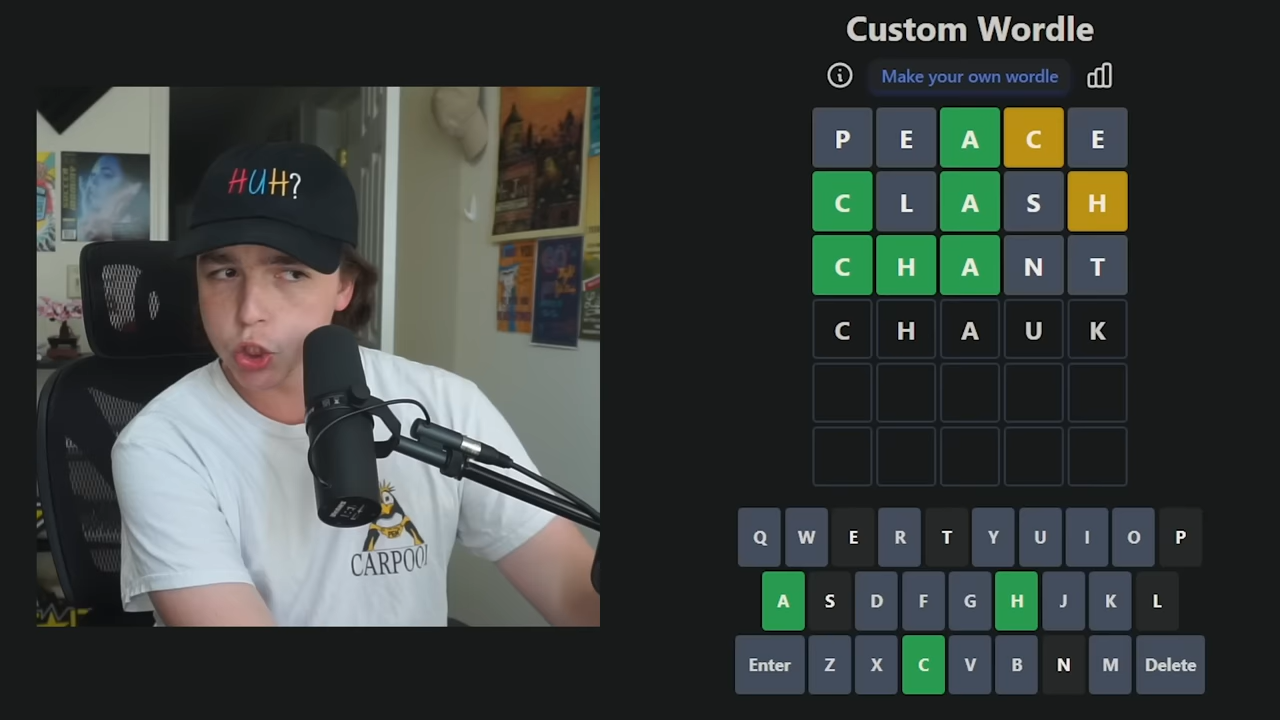 Custom Wordle
Make your own wordle
HUH?
CARPOOL
P E A C E
C L A S H
C H A N T
C H A U K
Q W E R T Y U I O P
A S D F G H J K L
Enter Z X C V B N M Delete